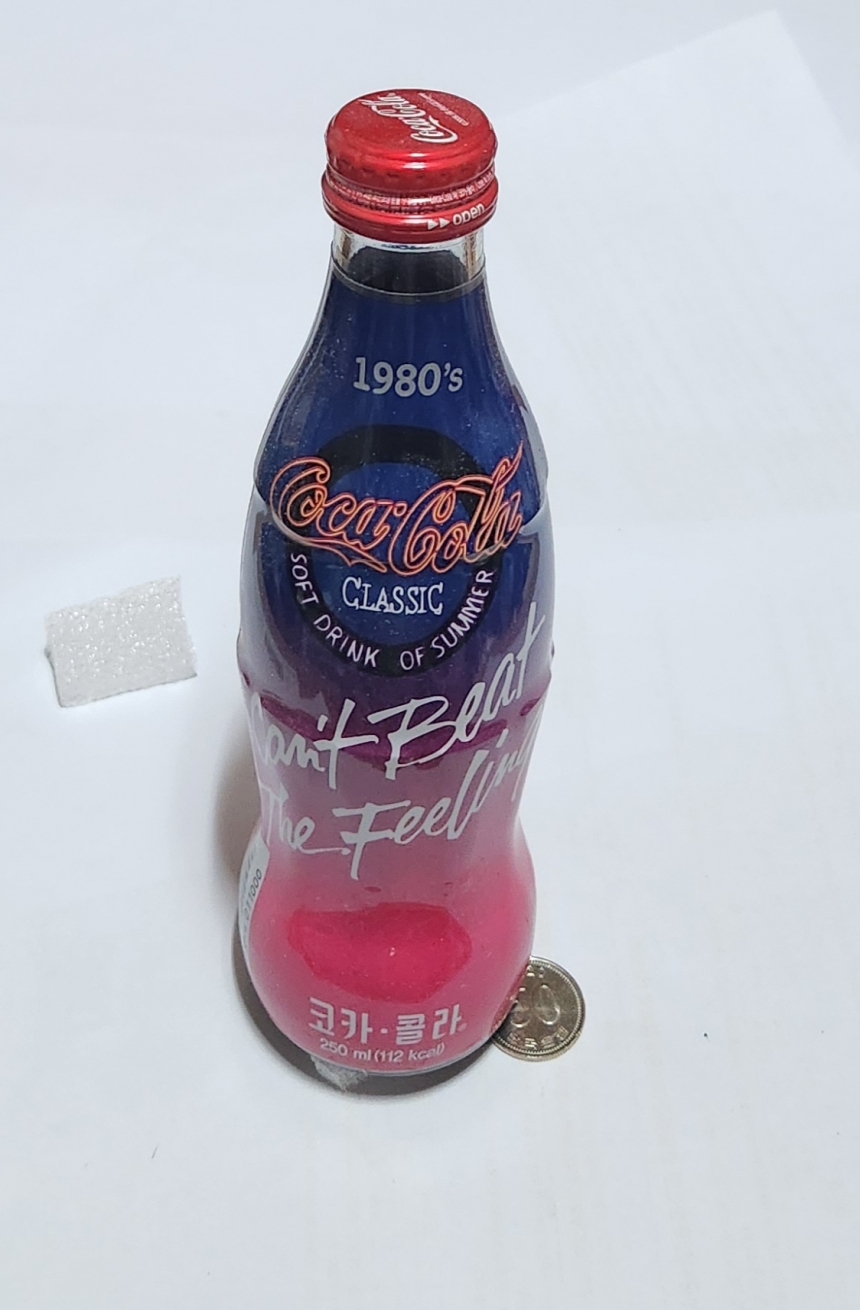 Coca-Cola
open
1980's
Coca-Cola
CLASSIC
SOFT DRINK OF SUMMER
Can't Beat
The Feeling
코카·콜라
250 ml (112 kcal)